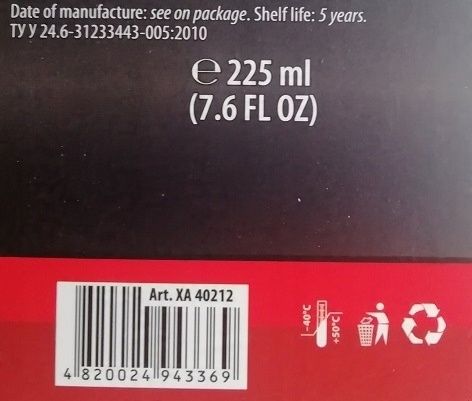 Date of manufacture: see on package. Shelf life: 5 years.
ТУ У 24.6-31233443-005:2010
℮ 225 ml
(7.6 FL OZ)
Art. XA 40212
4 820024 943369
-40°C
+50°C